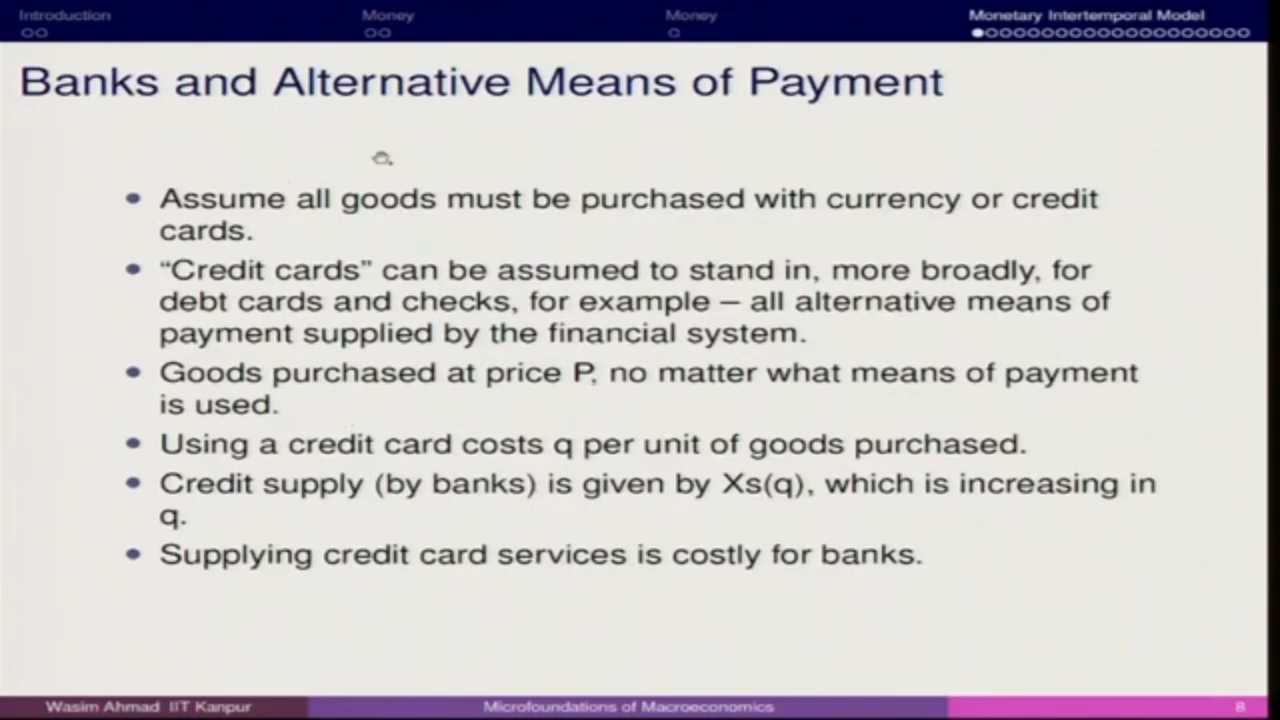 Introduction
Money
Money
Monetary Intertemporal Model
Banks and Alternative Means of Payment
Assume all goods must be purchased with currency or credit
cards.
“Credit cards” can be assumed to stand in, more broadly, for
debt cards and checks, for example – all alternative means of
payment supplied by the financial system.
Goods purchased at price P, no matter what means of payment
is used.
Using a credit card costs q per unit of goods purchased.
Credit supply (by banks) is given by Xs(q), which is increasing in
q.
Supplying credit card services is costly for banks.
Wasim Ahmad IIT Kanpur
Microfoundations of Macroeconomics
8